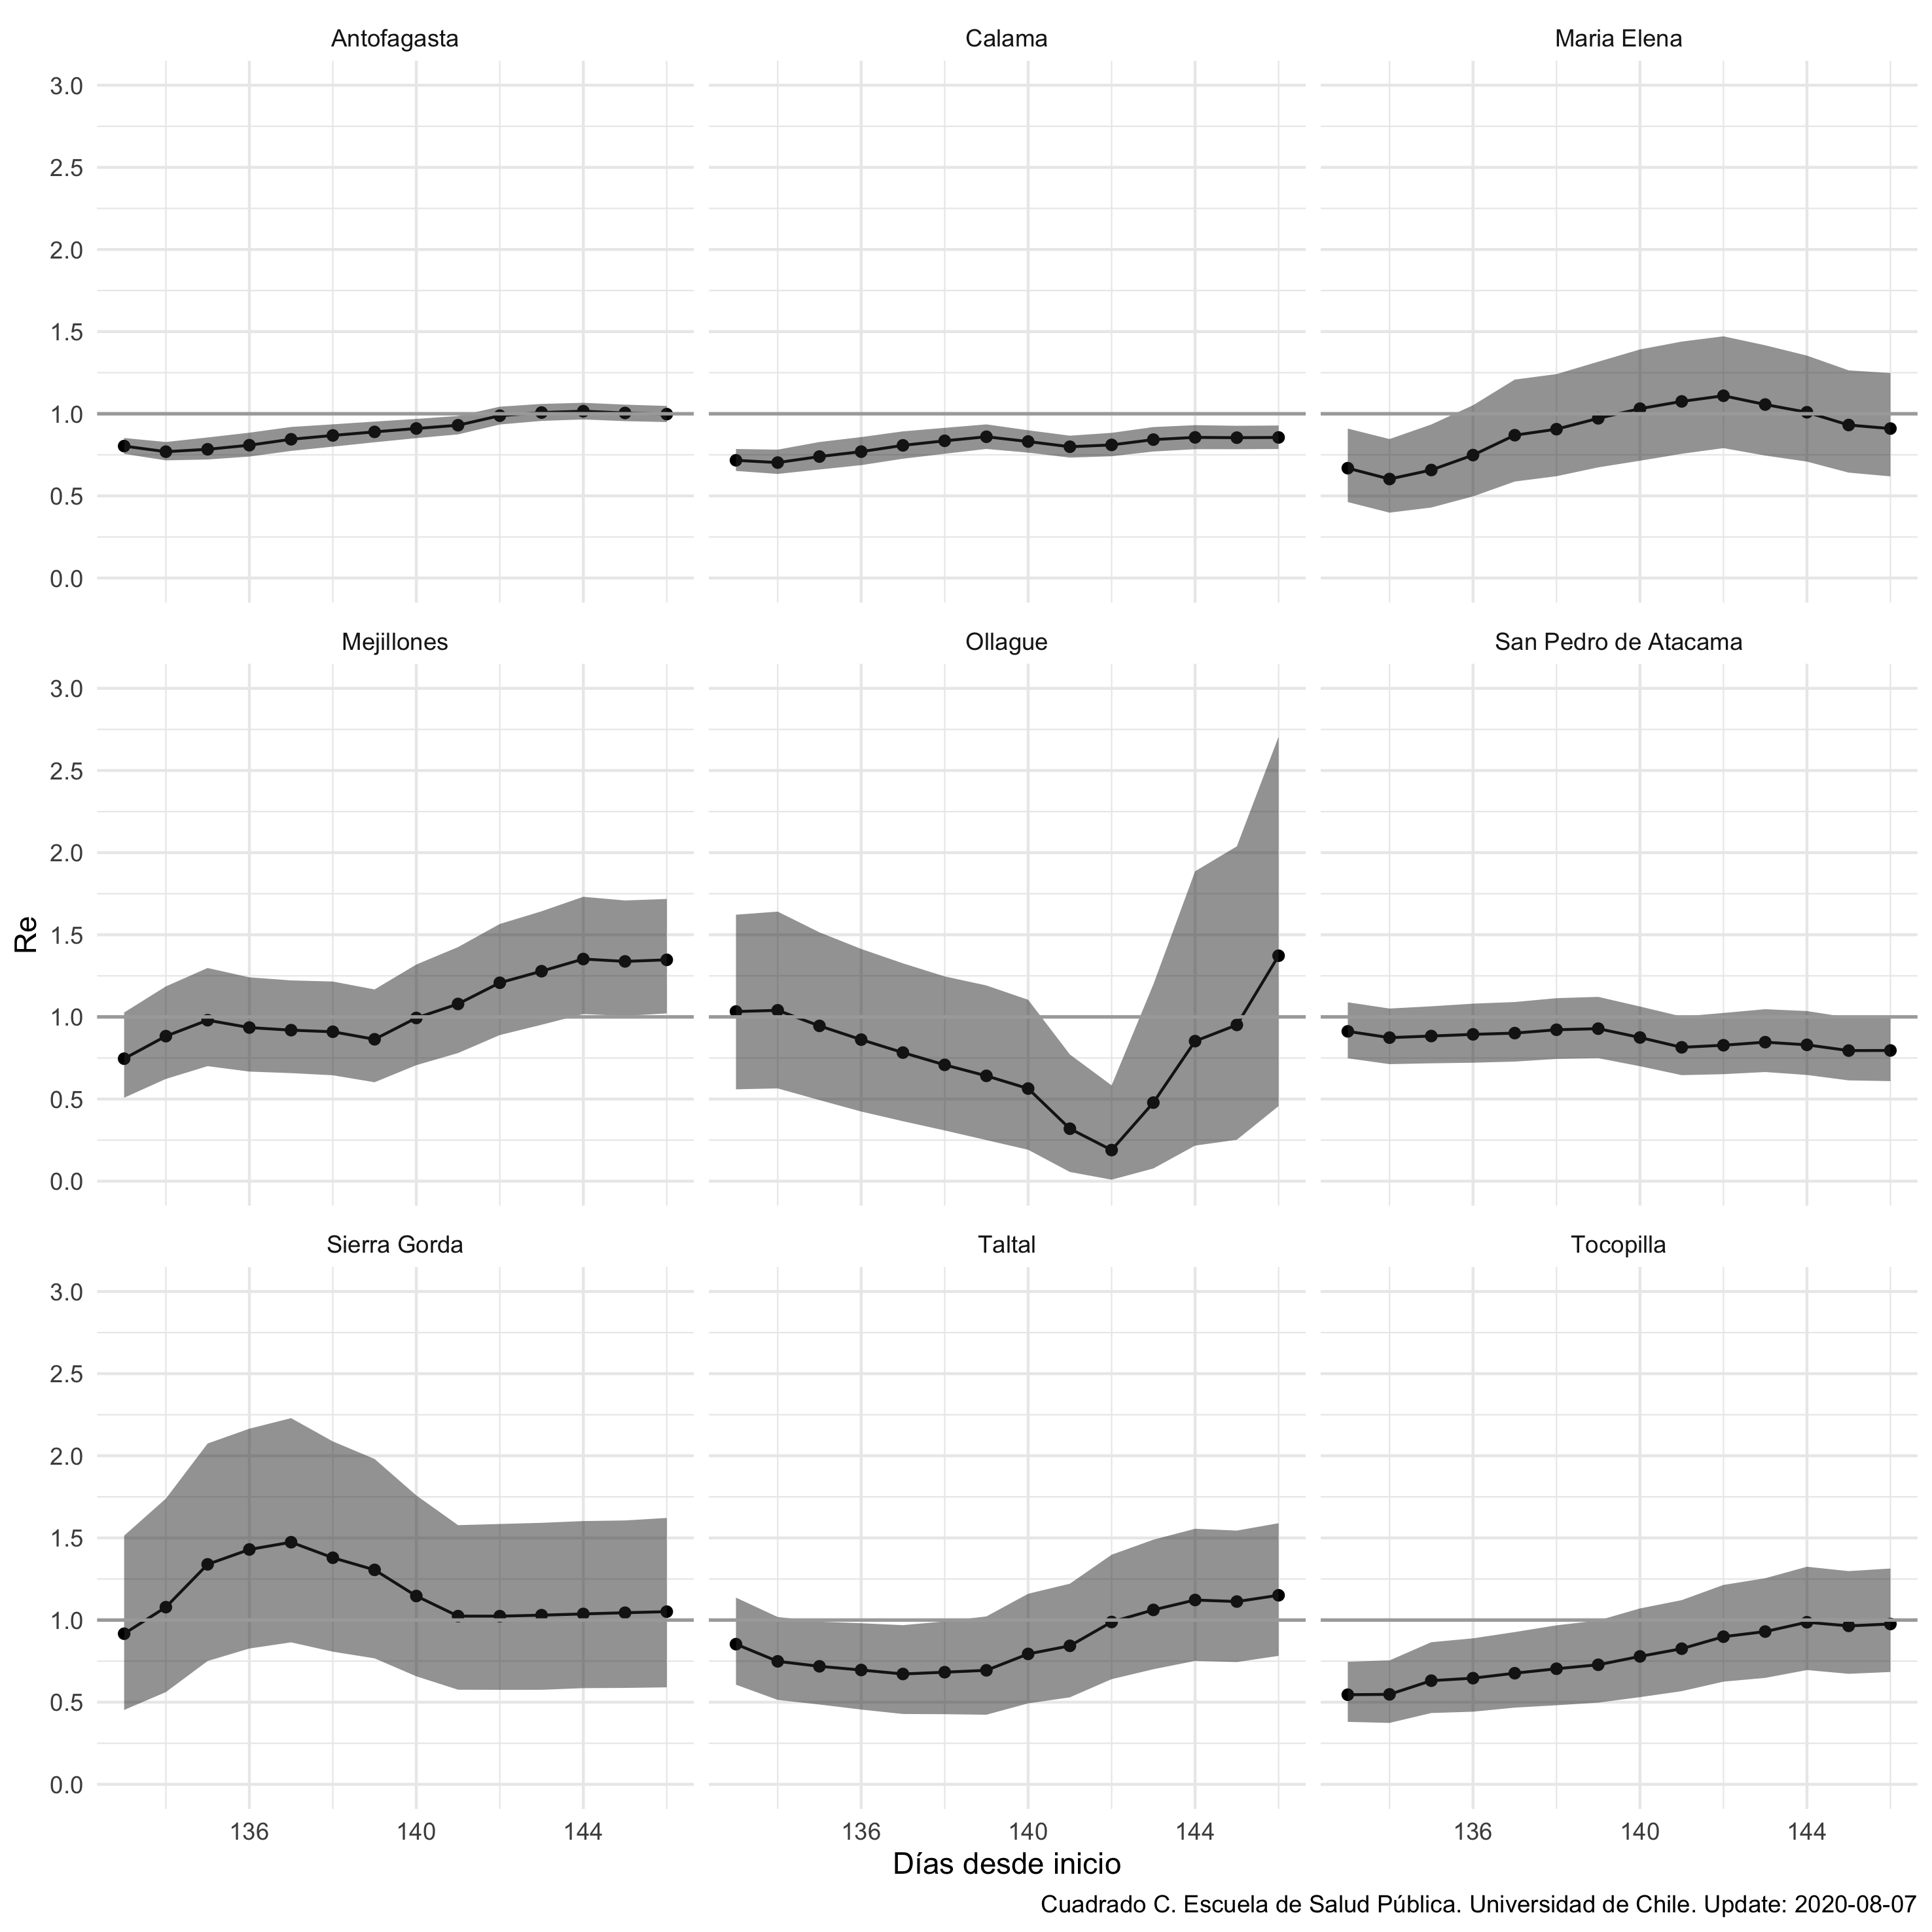 Antofagasta
Calama
Maria Elena
3.0
2.5
2.0
1.5
1.0
0.5
0.0
Mejillones
Ollague
San Pedro de Atacama
3.0
2.5
2.0
1.5
1.0
0.5
0.0
Re
Sierra Gorda
Taltal
Tocopilla
3.0
2.5
2.0
1.5
1.0
0.5
0.0
136 140 144
136 140 144
136 140 144
Días desde inicio
Cuadrado C. Escuela de Salud Pública. Universidad de Chile. Update: 2020-08-07